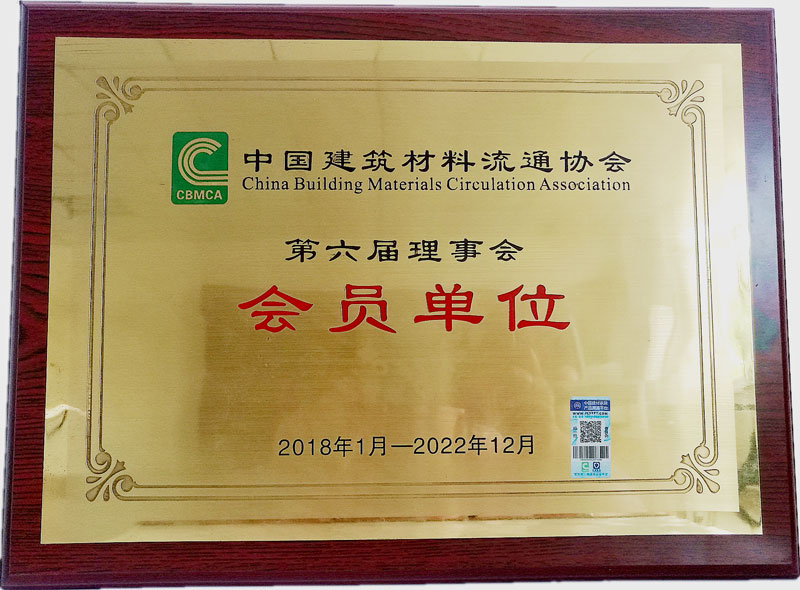 中国建筑材料流通协会
CBMCA
China Building Materials Circulation Association
第六届理事会
会员单位
2018年1月—2022年12月